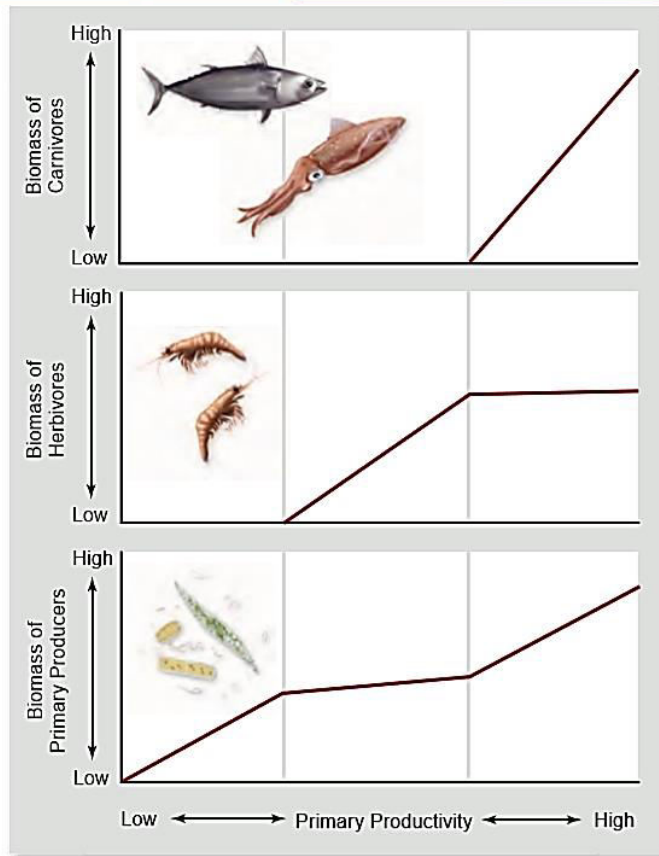 High
Biomass of
Carnivores
Low
High
Biomass of
Herbivores
Low
High
Biomass of
Primary Producers
Low
Low Primary Productivity High